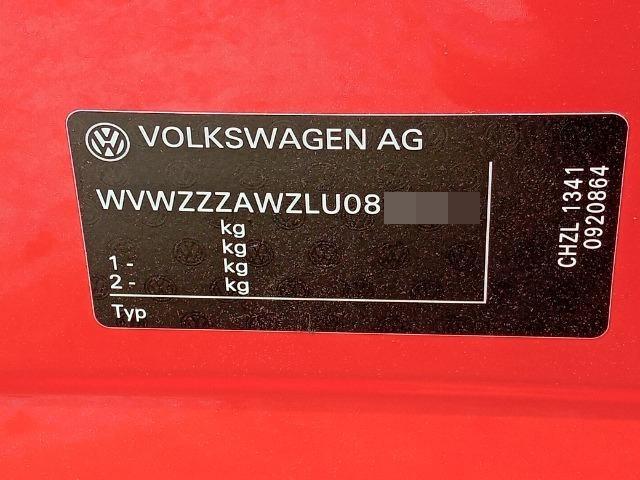 VOLKSWAGEN AG
WVWZZZAWZLU08
kg
kg
1 - kg
2 - kg
Typ
CHZL 1341
0920864